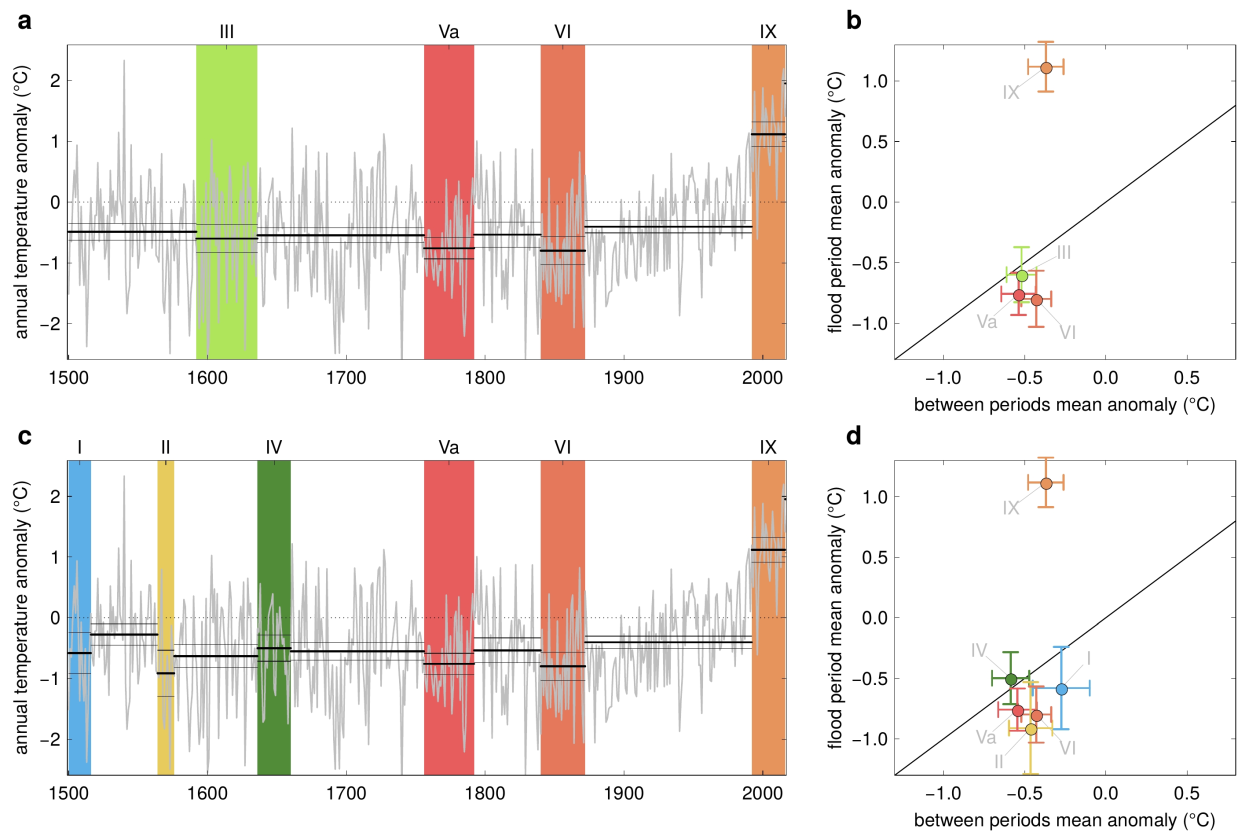 a
III Va VI IX
annual temperature anomaly (°C)
2
1
0
−1
−2
1500 1600 1700 1800 1900 2000
b
flood period mean anomaly (°C)
1.0
0.5
0.0
−0.5
−1.0
IX
III
Va
VI
−1.0 −0.5 0.0 0.5
between periods mean anomaly (°C)
c
I II IV Va VI IX
annual temperature anomaly (°C)
2
1
0
−1
−2
1500 1600 1700 1800 1900 2000
d
flood period mean anomaly (°C)
1.0
0.5
0.0
−0.5
−1.0
IX
IV
I
Va
VI
II
−1.0 −0.5 0.0 0.5
between periods mean anomaly (°C)